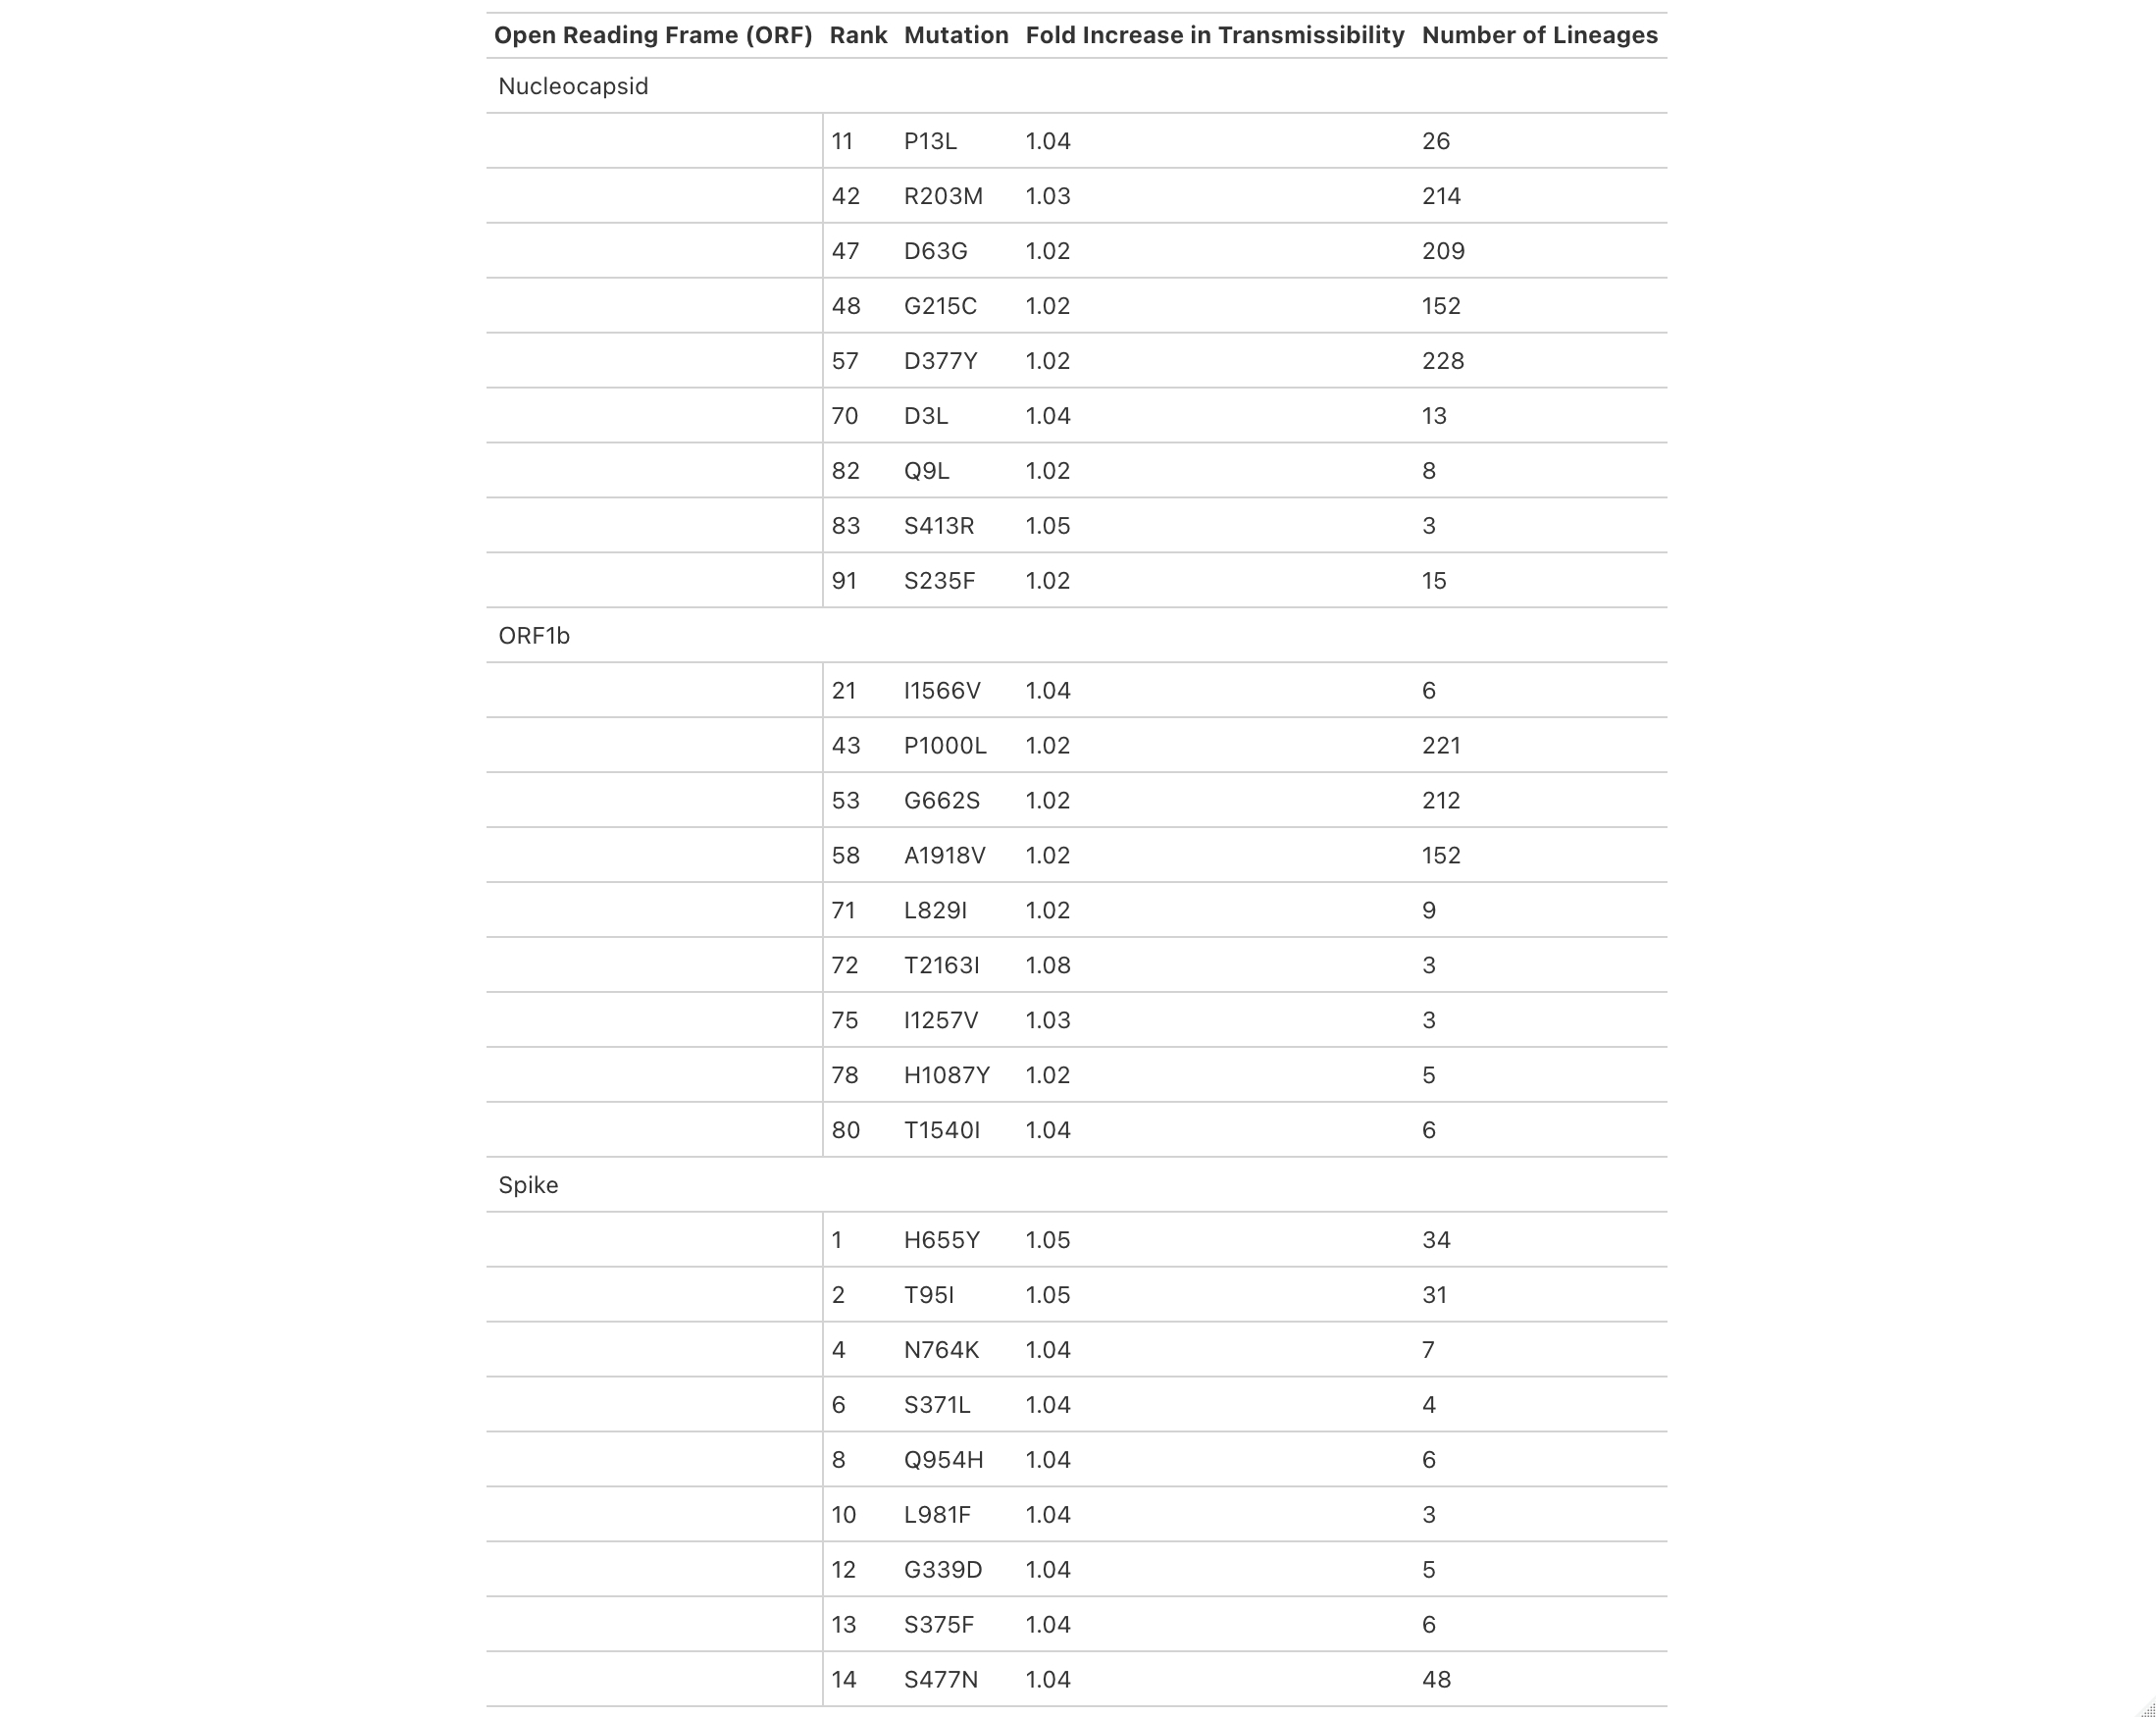 Open Reading Frame (ORF) Rank Mutation Fold Increase in Transmissibility Number of Lineages
Nucleocapsid
11 P13L 1.04 26
42 R203M 1.03 214
47 D63G 1.02 209
48 G215C 1.02 152
57 D377Y 1.02 228
70 D3L 1.04 13
82 Q9L 1.02 8
83 S413R 1.05 3
91 S235F 1.02 15
ORF1b
21 I1566V 1.04 6
43 P1000L 1.02 221
53 G662S 1.02 212
58 A1918V 1.02 152
71 L829I 1.02 9
72 T2163I 1.08 3
75 I1257V 1.03 3
78 H1087Y 1.02 5
80 T1540I 1.04 6
Spike
1 H655Y 1.05 34
2 T95I 1.05 31
4 N764K 1.04 7
6 S371L 1.04 4
8 Q954H 1.04 6
10 L981F 1.04 3
12 G339D 1.04 5
13 S375F 1.04 6
14 S477N 1.04 48